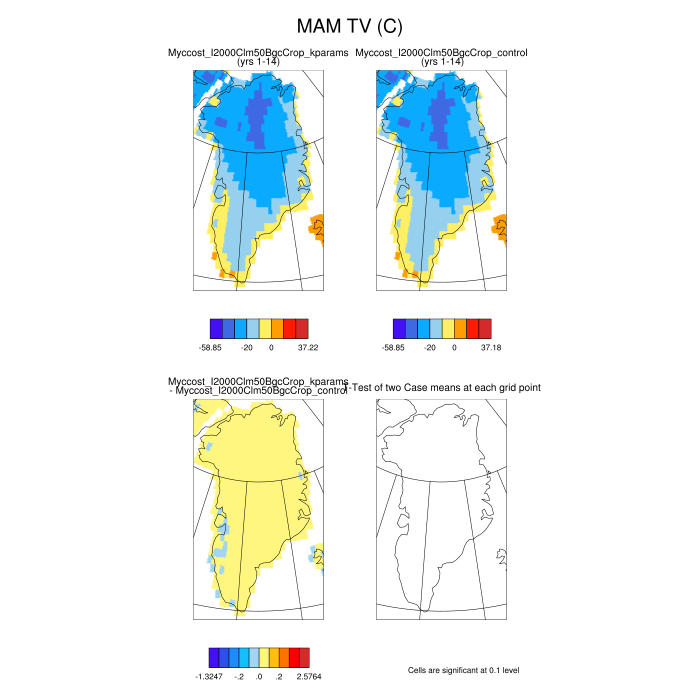 MAM TV (C)
Myccost_I2000Clm50BgcCrop_kparams
(yrs 1-14)
Myccost_I2000Clm50BgcCrop_control
(yrs 1-14)
-58.85 -20 0 37.22
-58.85 -20 0 37.18
Myccost_I2000Clm50BgcCrop_kparams
- Myccost_I2000Clm50BgcCrop_control
-Test of two Case means at each grid point
-1.3247 -.2 .0 .2 2.5764
Cells are significant at 0.1 level